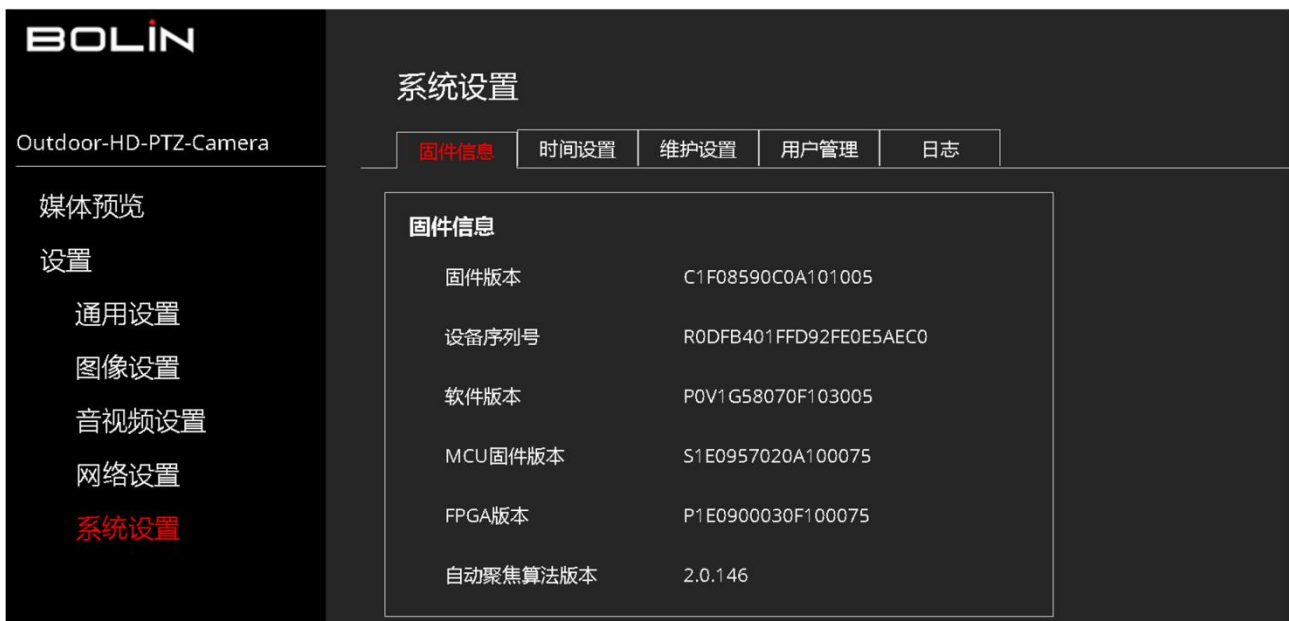 BOLIN
Outdoor-HD-PTZ-Camera
媒体预览
设置
通用设置
图像设置
音视频设置
网络设置
系统设置
系统设置
固件信息 时间设置 维护设置 用户管理 日志
固件信息
固件版本 C1F08590C0A101005
设备序列号 R0DFB401FFD92FE0E5AEC0
软件版本 P0V1G58070F103005
MCU固件版本 S1E0957020A100075
FPGA版本 P1E0900030F100075
自动聚焦算法版本 2.0.146